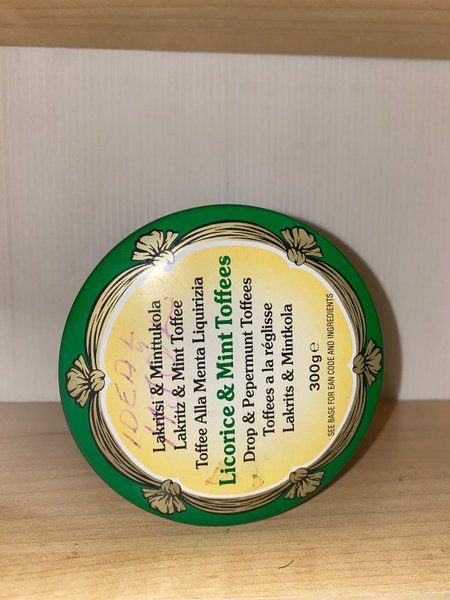 IDEAL
Lakritsi & Minttukola
Lakritz & Mint Toffee
Toffee Alla Menta Liquirizia
Licorice & Mint Toffees
Drop & Pepermunt Toffees
Toffees a la réglisse
Lakrits & Mintkola
300g℮
SEE BASE FOR EAN CODE AND INGREDIENTS